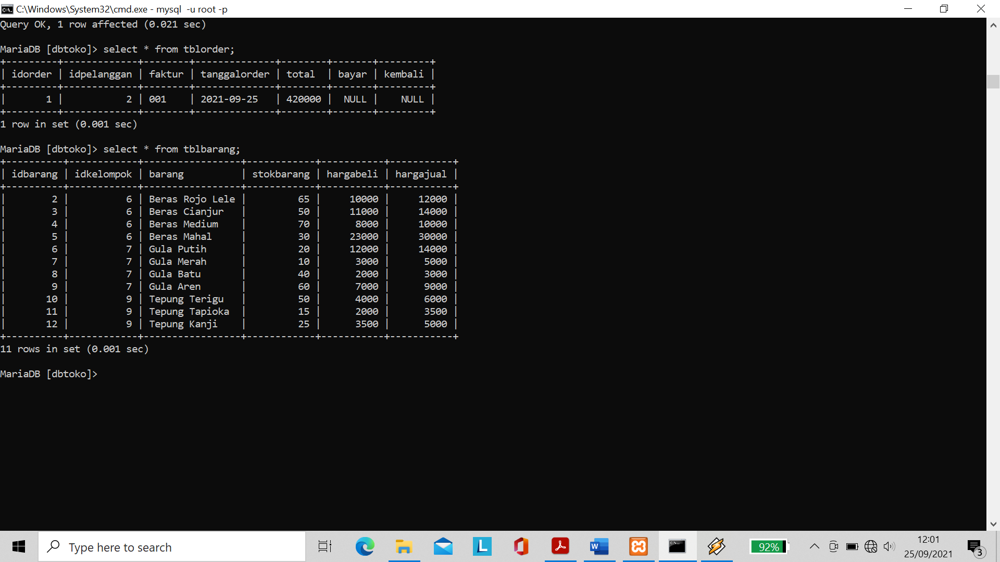 C:\Windows\System32\cmd.exe - mysql  -u root -p
Query OK, 1 row affected (0.021 sec)
MariaDB [dbtoko]> select * from tblorder;
+---------+-------------+--------+--------------+--------+-------+---------+
| idorder | idpelanggan | faktur | tanggalorder | total  | bayar | kembali |
+---------+-------------+--------+--------------+--------+-------+---------+
|       1 |           2 | 001    | 2021-09-25   | 420000 |  NULL |    NULL |
+---------+-------------+--------+--------------+--------+-------+---------+
1 row in set (0.001 sec)
MariaDB [dbtoko]> select * from tblbarang;
+----------+------------+-----------------+------------+-----------+-----------+
| idbarang | idkelompok | barang          | stokbarang | hargabeli | hargajual |
+----------+------------+-----------------+------------+-----------+-----------+
|        2 |          6 | Beras Rojo Lele |         65 |     10000 |     12000 |
|        3 |          6 | Beras Cianjur   |         50 |     11000 |     14000 |
|        4 |          6 | Beras Medium    |         70 |      8000 |     10000 |
|        5 |          6 | Beras Mahal     |         30 |     23000 |     30000 |
|        6 |          7 | Gula Putih      |         20 |     12000 |     14000 |
|        7 |          7 | Gula Merah      |         10 |      3000 |      5000 |
|        8 |          7 | Gula Batu       |         40 |      2000 |      3000 |
|        9 |          7 | Gula Aren       |         60 |      7000 |      9000 |
|       10 |          9 | Tepung Terigu   |         50 |      4000 |      6000 |
|       11 |          9 | Tepung Tapioka  |         15 |      2000 |      3500 |
|       12 |          9 | Tepung Kanji    |         25 |      3500 |      5000 |
+----------+------------+-----------------+------------+-----------+-----------+
11 rows in set (0.001 sec)
MariaDB [dbtoko]>
Type here to search
L
W
92%
12:01
25/09/2021
3